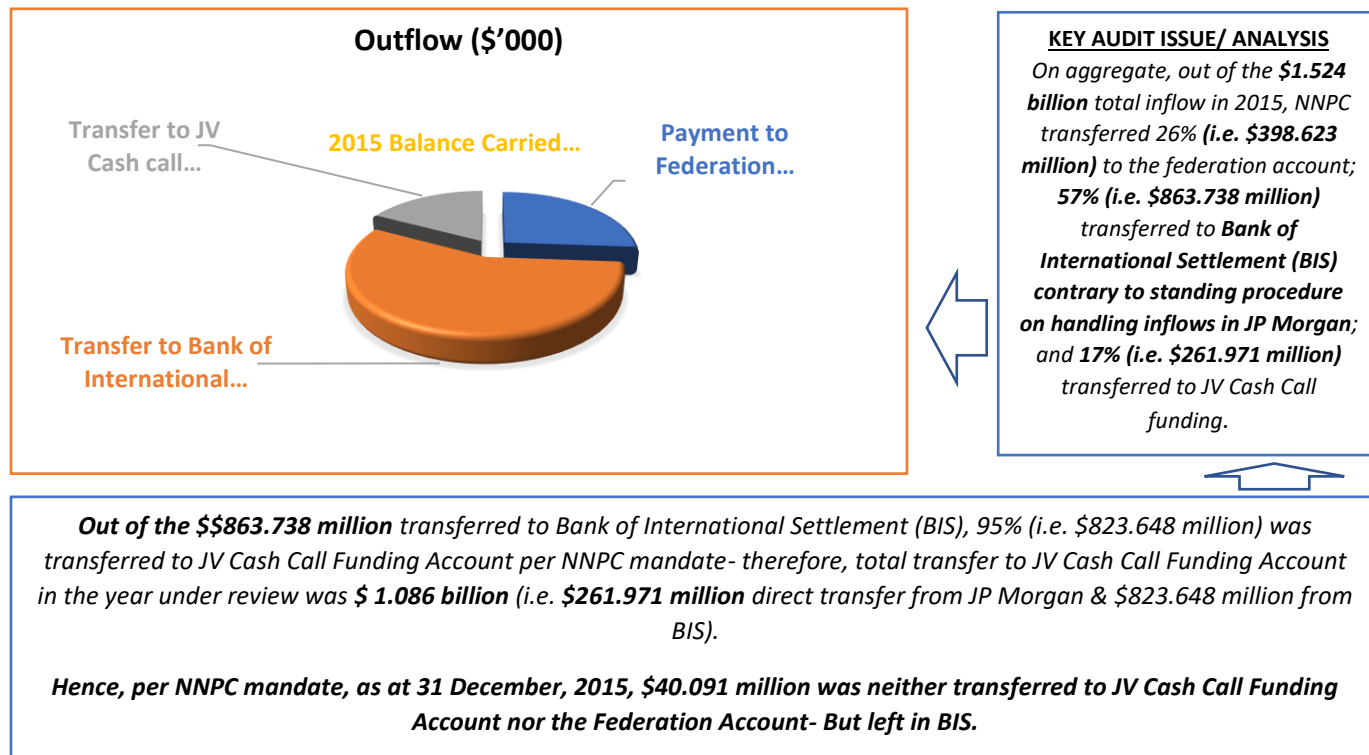 Outflow ($'000)
Transfer to JV
Cash call…
2015 Balance Carried…
Payment to
Federation…
Transfer to Bank of
International…
KEY AUDIT ISSUE/ ANALYSIS
On aggregate, out of the $1.524
billion total inflow in 2015, NNPC
transferred 26% (i.e. $398.623
million) to the federation account;
57% (i.e. $863.738 million)
transferred to Bank of
International Settlement (BIS)
contrary to standing procedure
on handling inflows in JP Morgan;
and 17% (i.e. $261.971 million)
transferred to JV Cash Call
funding.
Out of the $$863.738 million transferred to Bank of International Settlement (BIS), 95% (i.e. $823.648 million) was
transferred to JV Cash Call Funding Account per NNPC mandate- therefore, total transfer to JV Cash Call Funding Account
in the year under review was $ 1.086 billion (i.e. $261.971 million direct transfer from JP Morgan & $823.648 million from
BIS).
Hence, per NNPC mandate, as at 31 December, 2015, $40.091 million was neither transferred to JV Cash Call Funding
Account nor the Federation Account- But left in BIS.